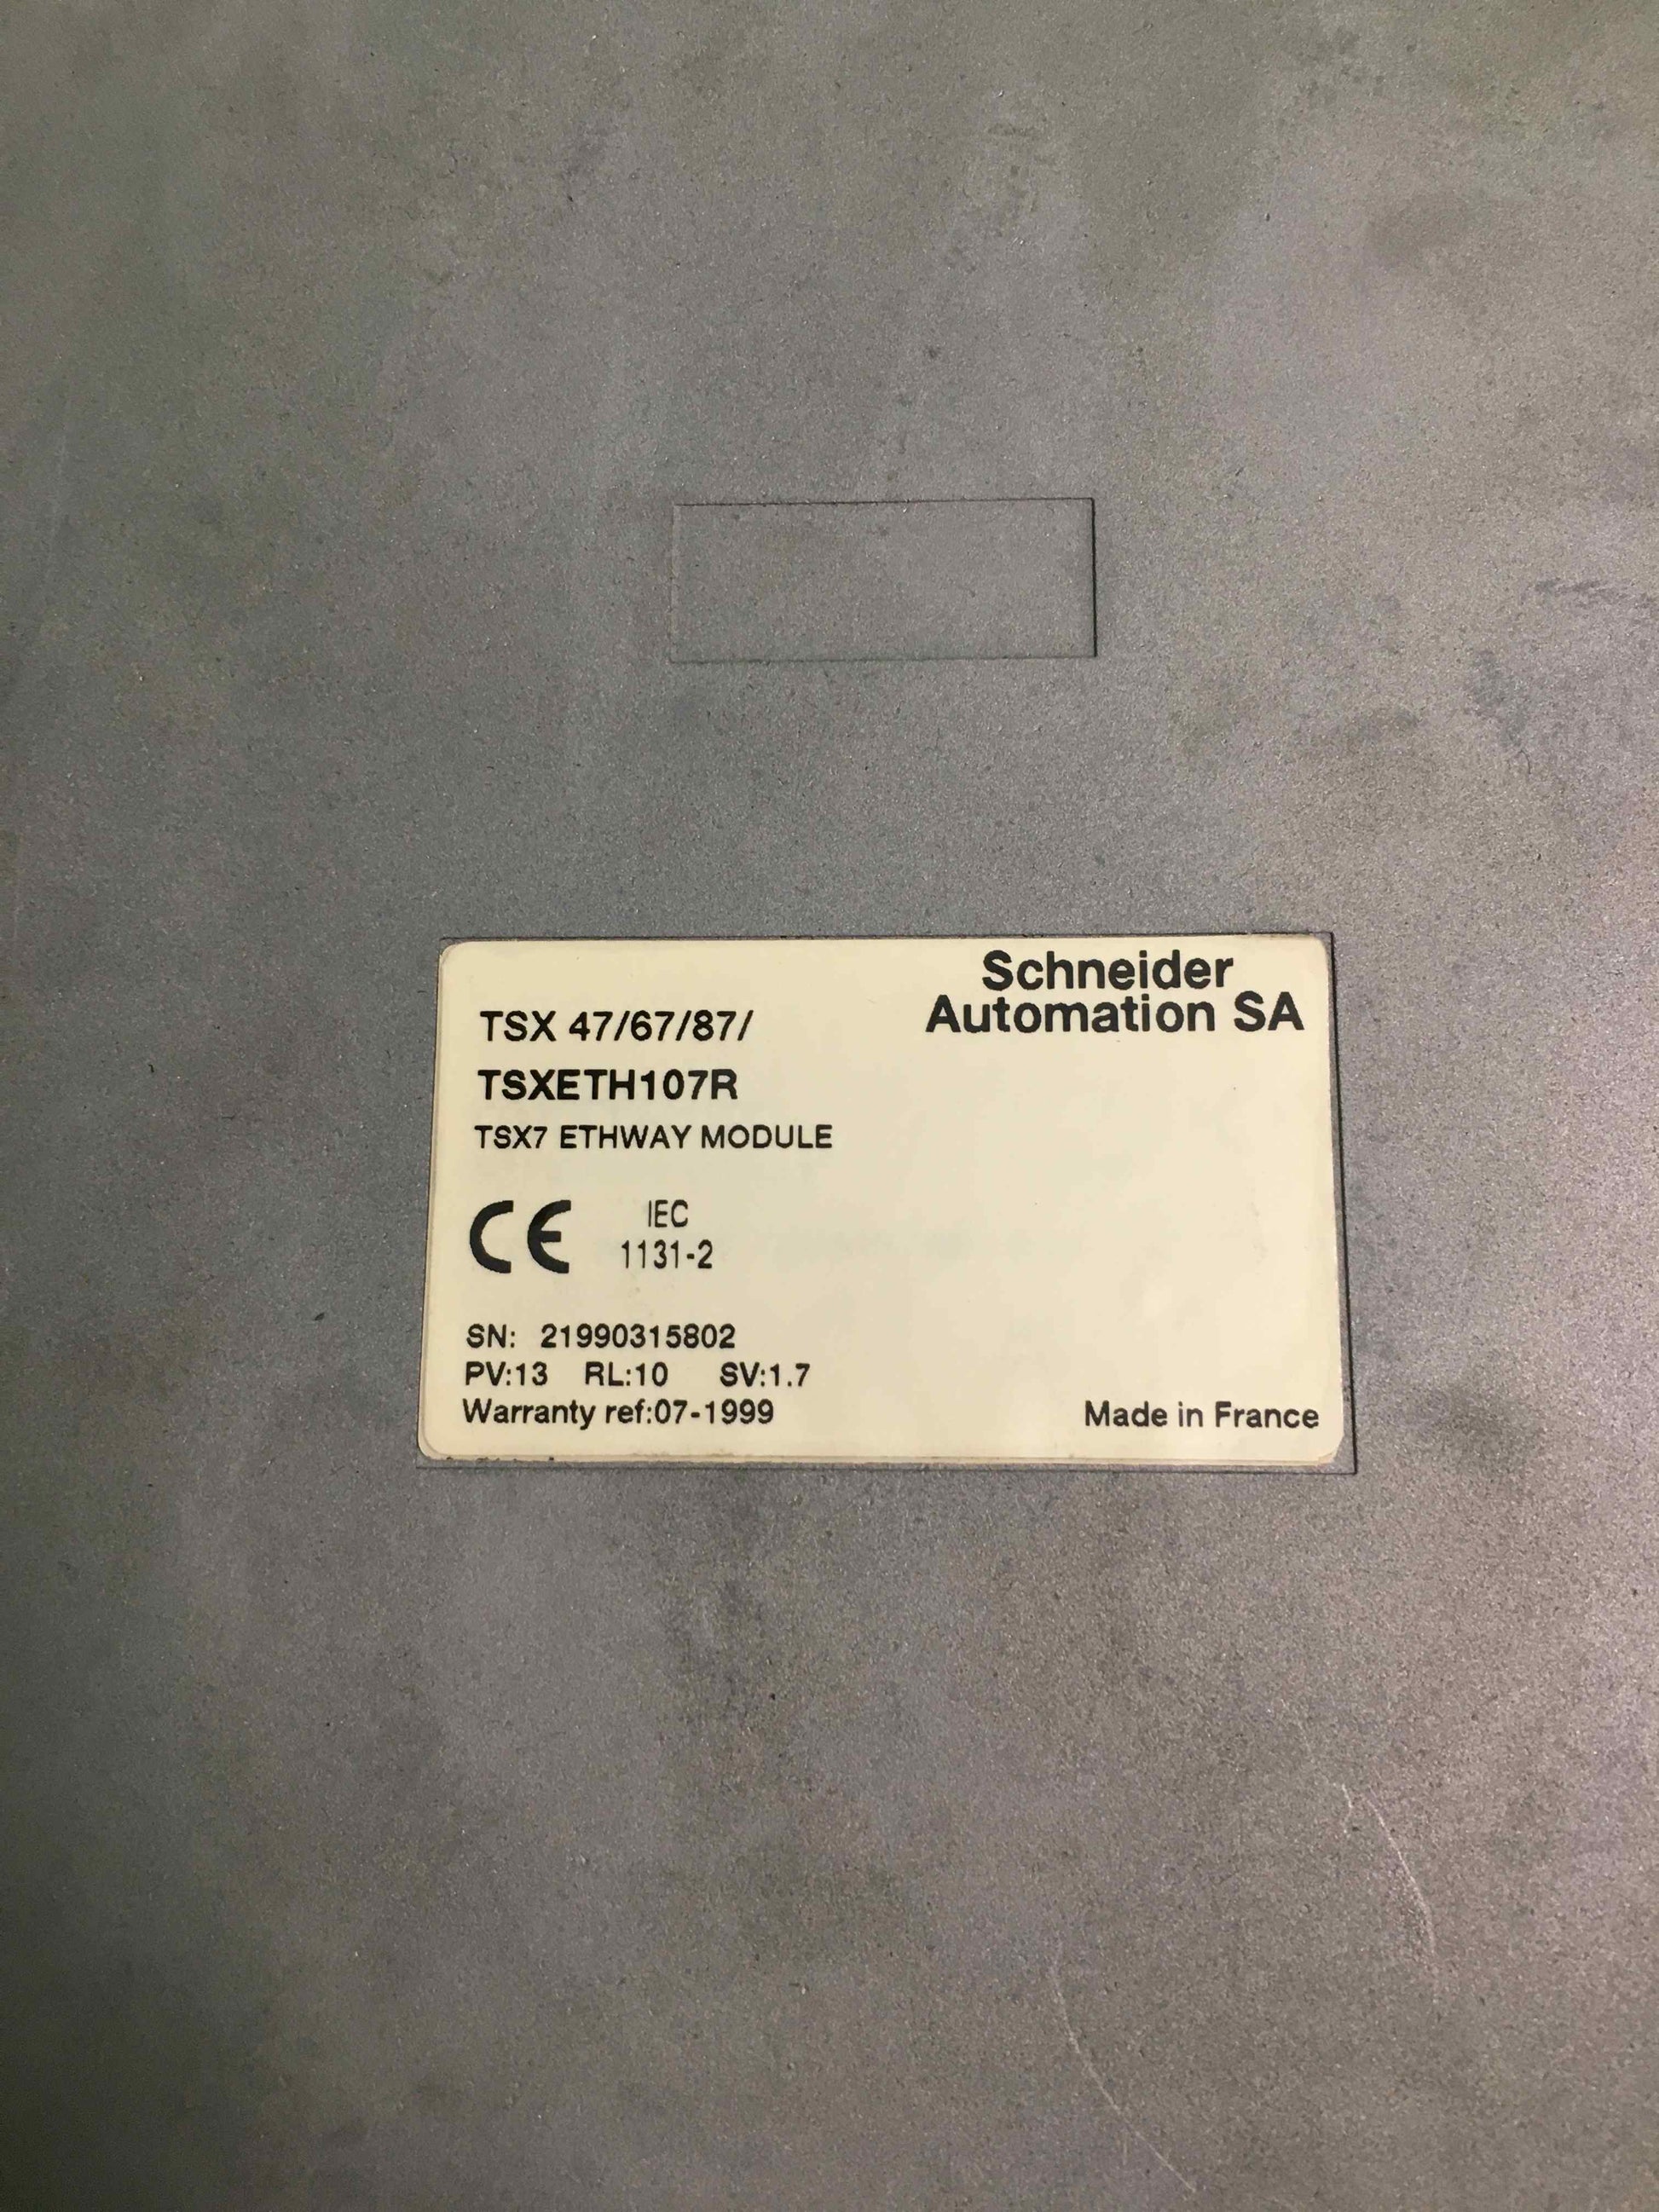 Schneider
Automation SA
TSX 47/67/87/
TSXETH107R
TSX7 ETHWAY MODULE
CE IEC
1131-2
SN: 21990315802
PV:13 RL:10 SV:1.7
Warranty ref:07-1999
Made in France